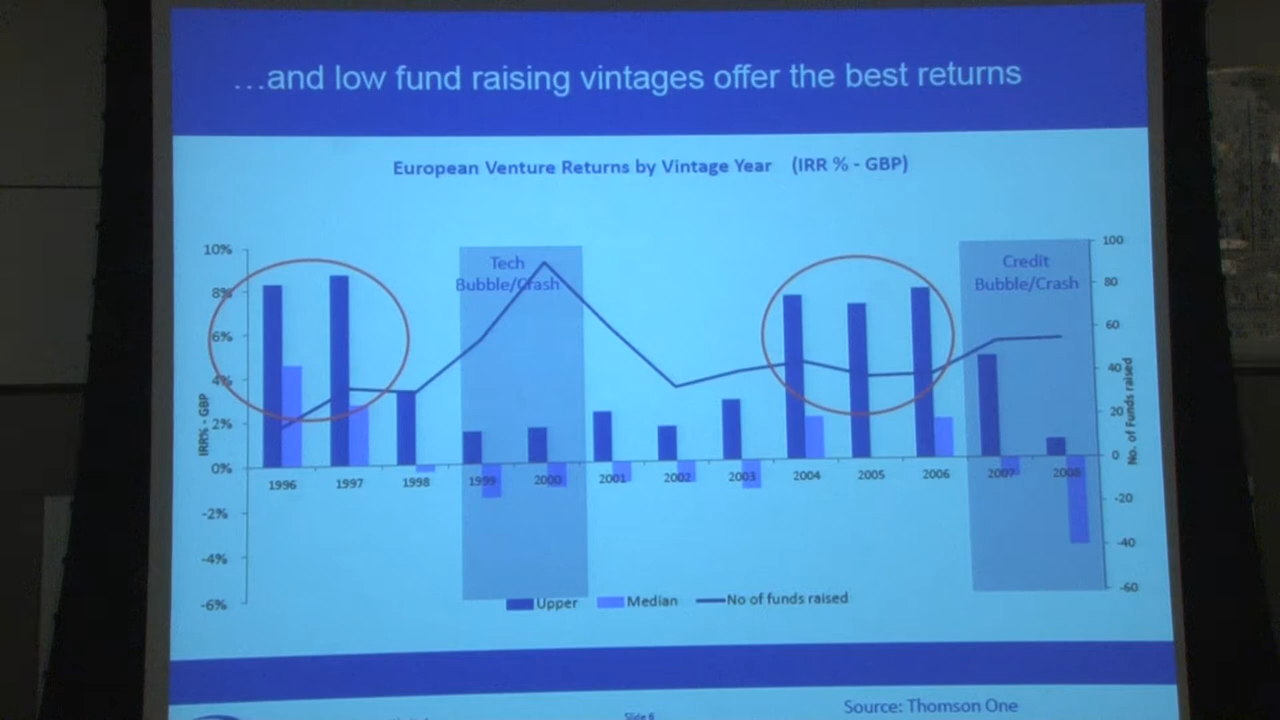 …and low fund raising vintages offer the best returns
European Venture Returns by Vintage Year (IRR % - GBP)
10%
8%
6%
4%
2%
0%
-2%
-4%
-6%
IRR% - GBP
Tech
Bubble/Crash
Credit
Bubble/Crash
100
80
60
40
20
0
-20
-40
-60
No. of Funds raised
1996 1997 1998 1999 2000 2001 2002 2003 2004 2005 2006 2007 2008
Upper Median No of funds raised
Source: Thomson One
Slide 6